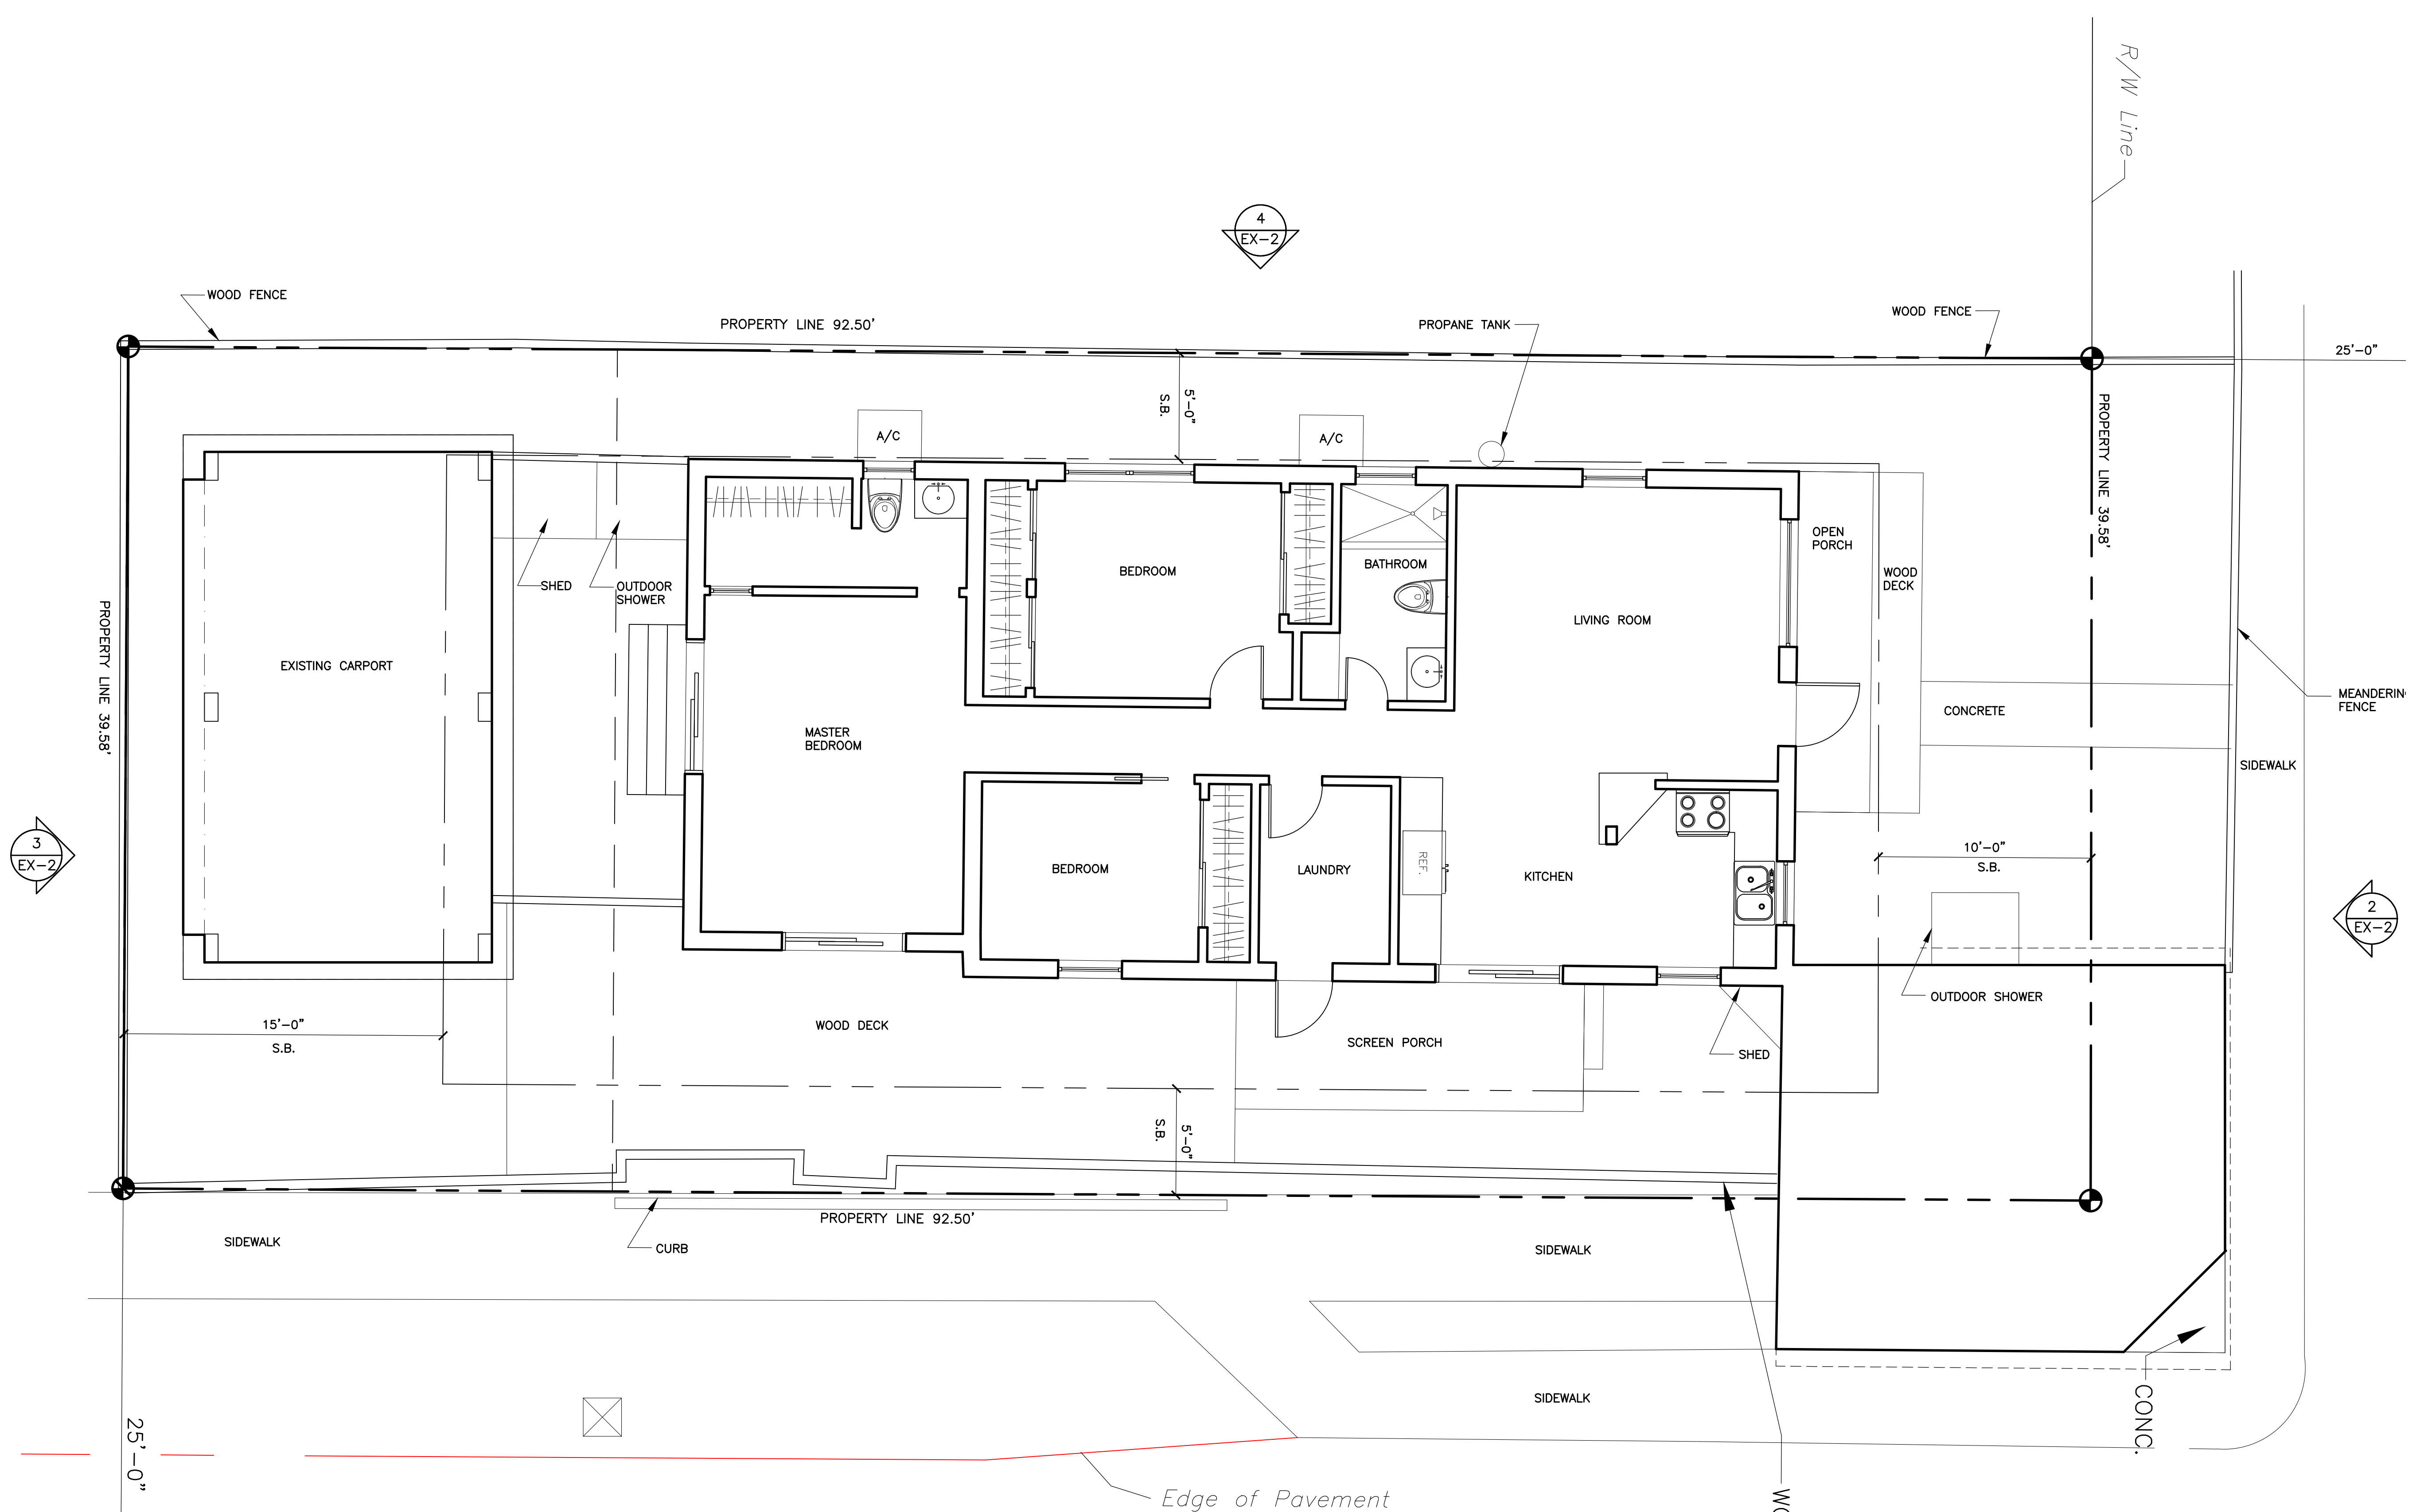 R/W Line
4
EX-2
WOOD FENCE
PROPERTY LINE 92.50'
PROPANE TANK
WOOD FENCE
25'-0"
5'-0"
S.B.
PROPERTY LINE 39.58'
A/C
A/C
OPEN
PORCH
BEDROOM
BATHROOM
WOOD
DECK
SHED
OUTDOOR
SHOWER
LIVING ROOM
PROPERTY LINE 39.58'
EXISTING CARPORT
MEANDERIN
FENCE
CONCRETE
MASTER
BEDROOM
SIDEWALK
3
EX-2
10'-0"
S.B.
BEDROOM
LAUNDRY
REF.
KITCHEN
2
EX-2
OUTDOOR SHOWER
15'-0"
S.B.
WOOD DECK
SCREEN PORCH
SHED
5'-0"
S.B.
PROPERTY LINE 92.50'
SIDEWALK
CURB
SIDEWALK
SIDEWALK
CONC.
25'-0"
Edge of Pavement